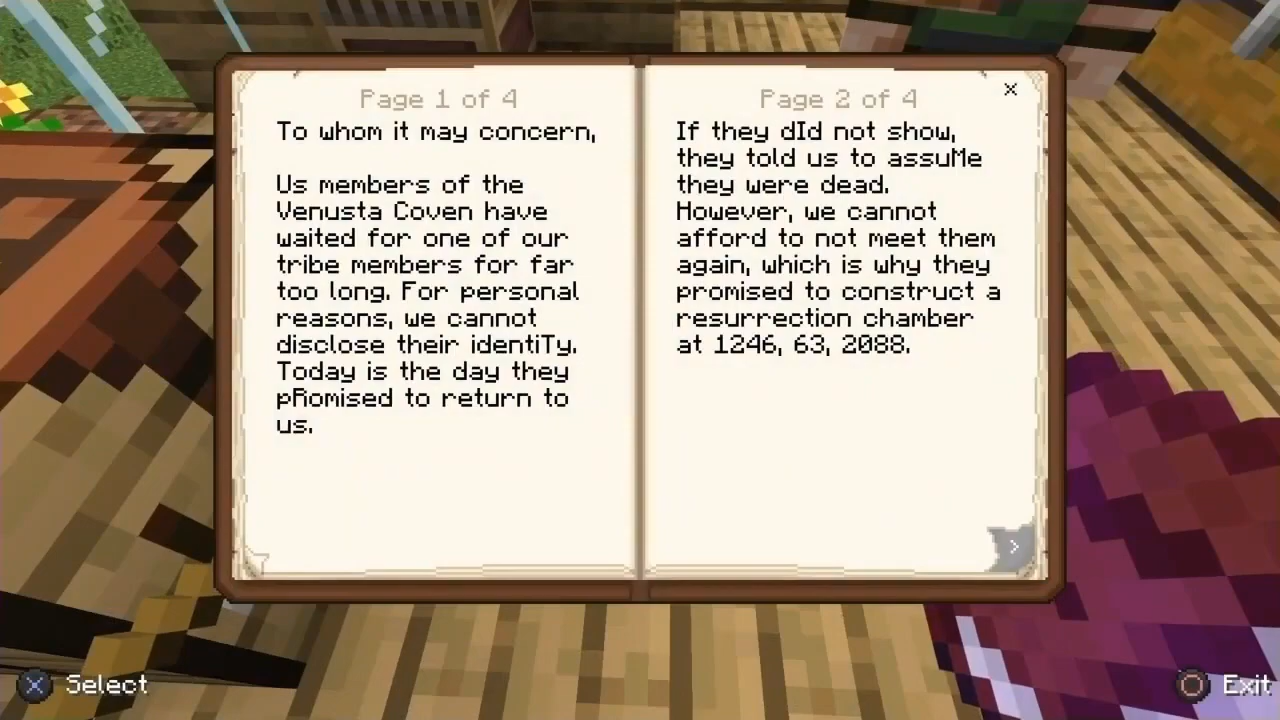 Page 1 of 4
To whom it may concern,
Us members of the
Venusta Coven have
waited for one of our
tribe members for far
too long. For personal
reasons, we cannot
disclose their identiTy.
Today is the day they
pRomised to return to
us.
Page 2 of 4
If they dId not show,
they told us to assuMe
they were dead.
However, we cannot
afford to not meet them
again, which is why they
promised to construct a
resurrection chamber
at 1246, 63, 2088.
Select
Exit